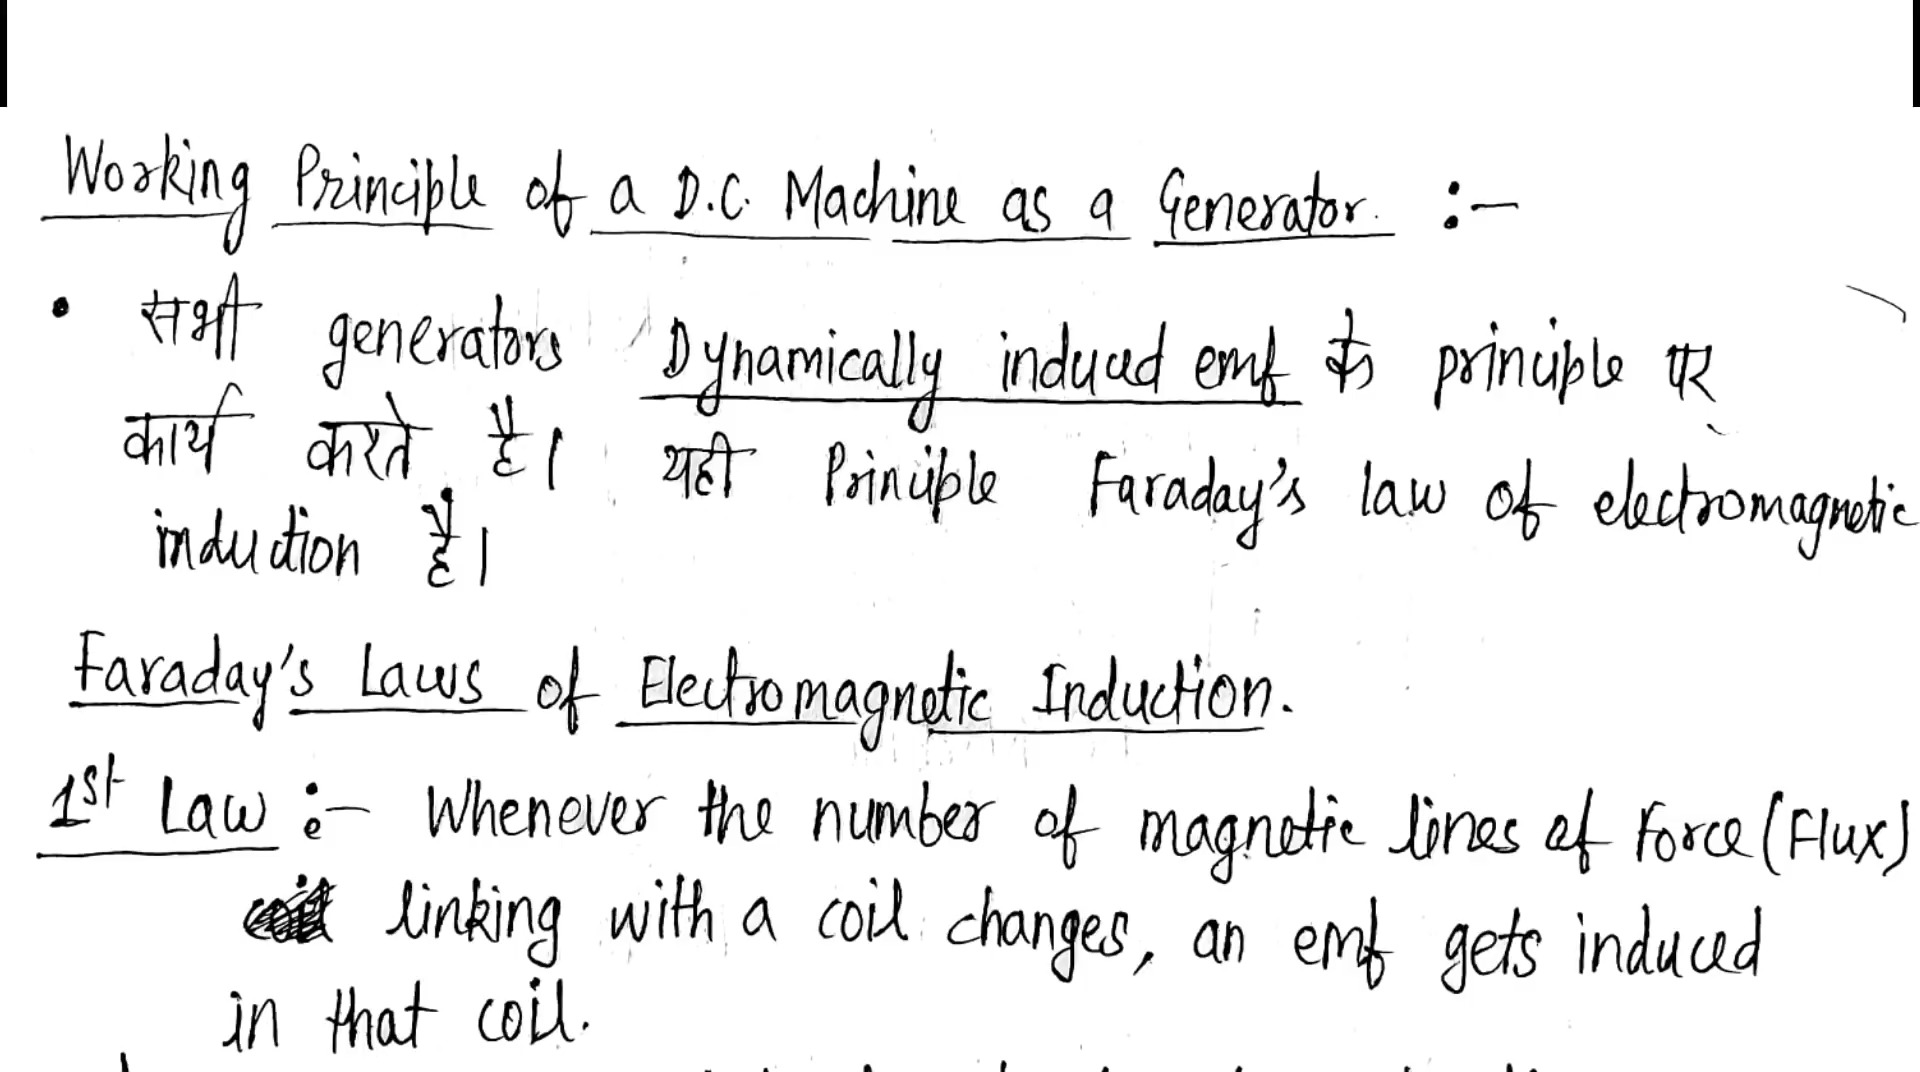 Working Principle of a D.C. Machine as a Generator. :-
• सभी generators Dynamically induced emf के principle पर
कार्य करते हैं। यही Principle Faraday's law of electromagnetic
induction हैं।
Faraday's Laws of Electromagnetic Induction.
1st Law :- Whenever the number of magnetic lines of Force (Flux)
linking with a coil changes, an emf gets induced
in that coil.